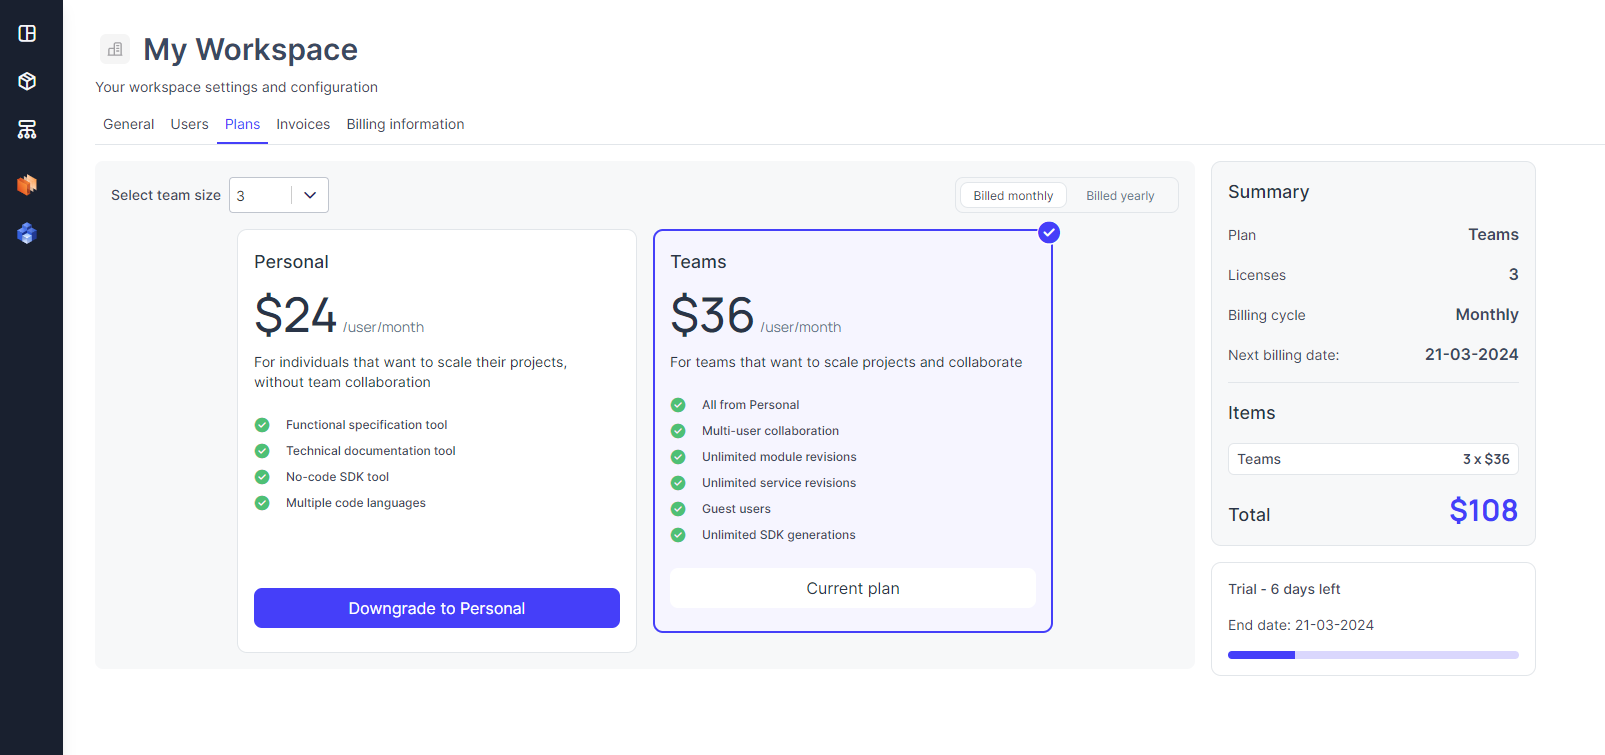 My Workspace
Your workspace settings and configuration
General Users Plans Invoices Billing information
Select team size 3
Billed monthly Billed yearly
Personal
$24 /user/month
For individuals that want to scale their projects,
without team collaboration
Functional specification tool
Technical documentation tool
No-code SDK tool
Multiple code languages
Downgrade to Personal
Teams
$36 /user/month
For teams that want to scale projects and collaborate
All from Personal
Multi-user collaboration
Unlimited module revisions
Unlimited service revisions
Guest users
Unlimited SDK generations
Current plan
Summary
Plan Teams
Licenses 3
Billing cycle Monthly
Next billing date: 21-03-2024
Items
Teams 3 x $36
Total $108
Trial - 6 days left
End date: 21-03-2024